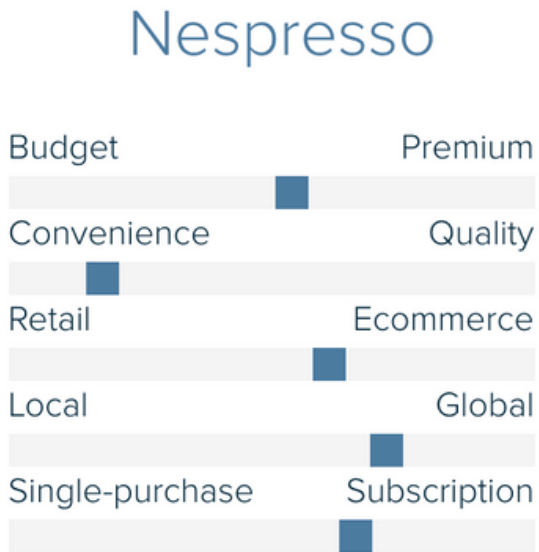 Nespresso
Budget Premium
Convenience Quality
Retail Ecommerce
Local Global
Single-purchase Subscription